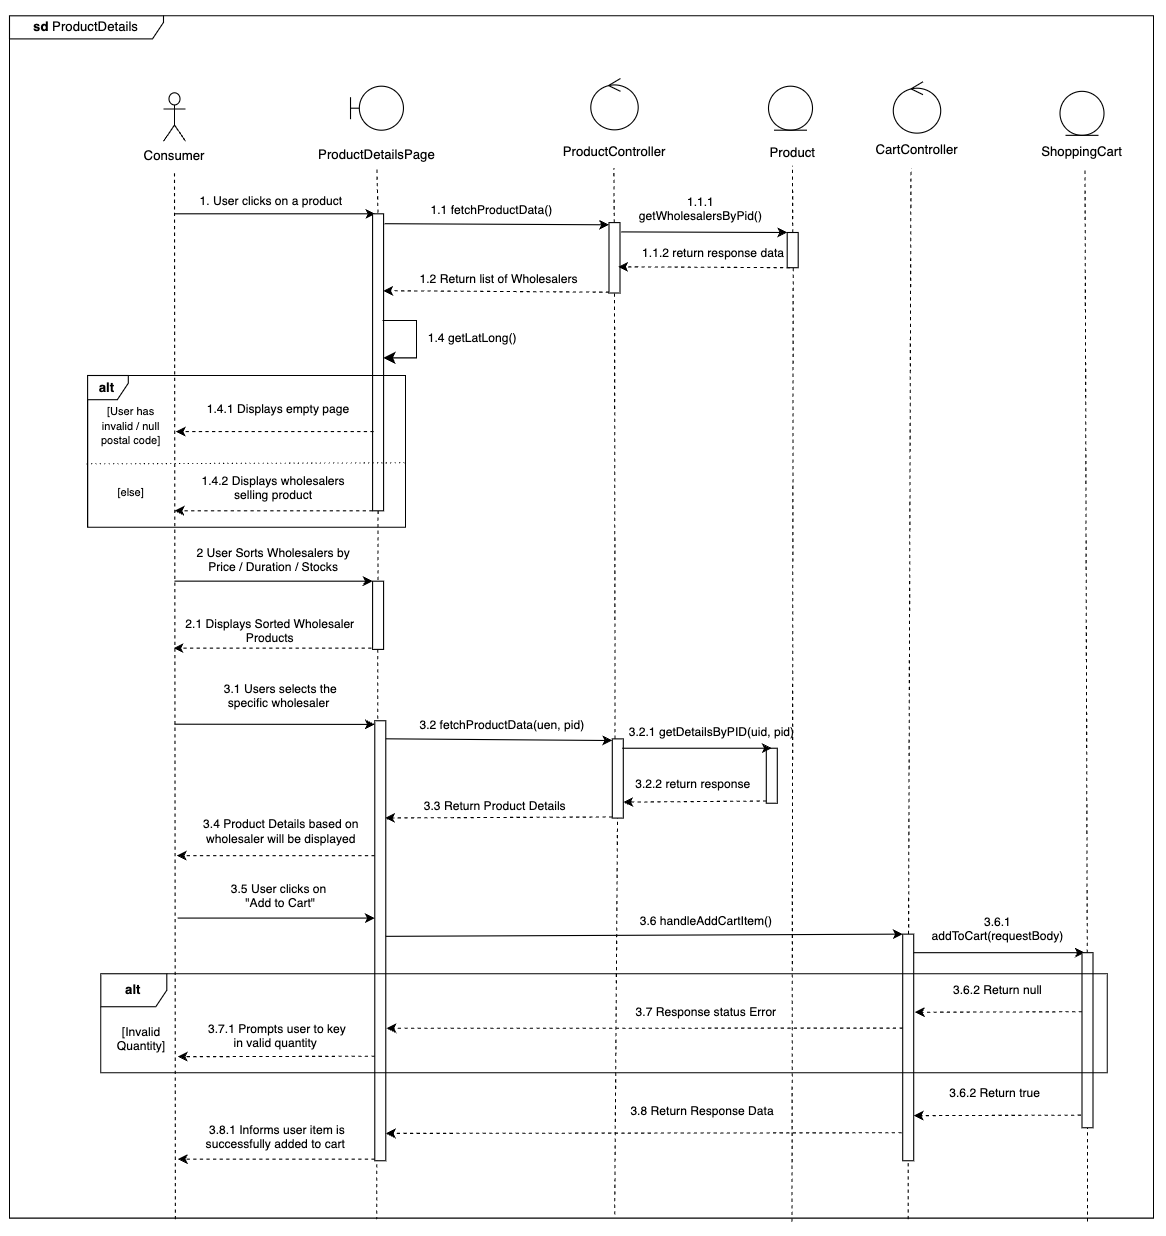 sd ProductDetails
Consumer
ProductDetailsPage
ProductController
Product
CartController
ShoppingCart
1. User clicks on a product
1.1 fetchProductData()
1.1.1
getWholesalersByPid()
1.1.2 return response data
1.2 Return list of Wholesalers
1.4 getLatLong()
alt
[User has
invalid / null
postal code]
1.4.1 Displays empty page
[else]
1.4.2 Displays wholesalers
selling product
2 User Sorts Wholesalers by
Price / Duration / Stocks
2.1 Displays Sorted Wholesaler
Products
3.1 Users selects the
specific wholesaler
3.2 fetchProductData(uen, pid)
3.2.1 getDetailsByPID(uid, pid)
3.2.2 return response
3.3 Return Product Details
3.4 Product Details based on
wholesaler will be displayed
3.5 User clicks on
"Add to Cart"
3.6 handleAddCartItem()
3.6.1
addToCart(requestBody)
alt
[Invalid
Quantity]
3.6.2 Return null
3.7 Response status Error
3.7.1 Prompts user to key
in valid quantity
3.6.2 Return true
3.8 Return Response Data
3.8.1 Informs user item is
successfully added to cart